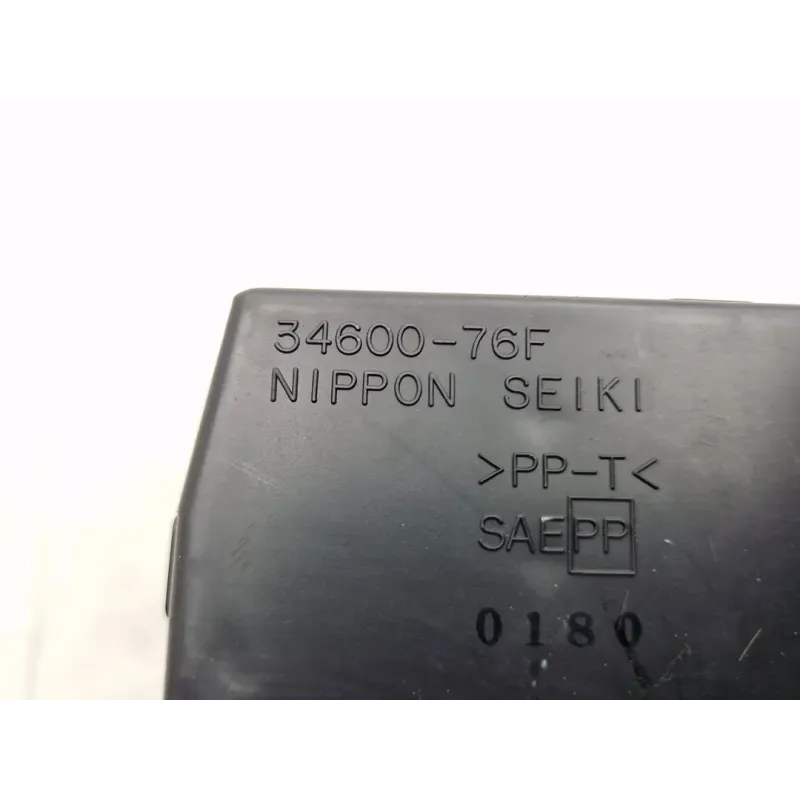 34600-76F
NIPPON SEIKI
>PP-T<
SAEPP
0180